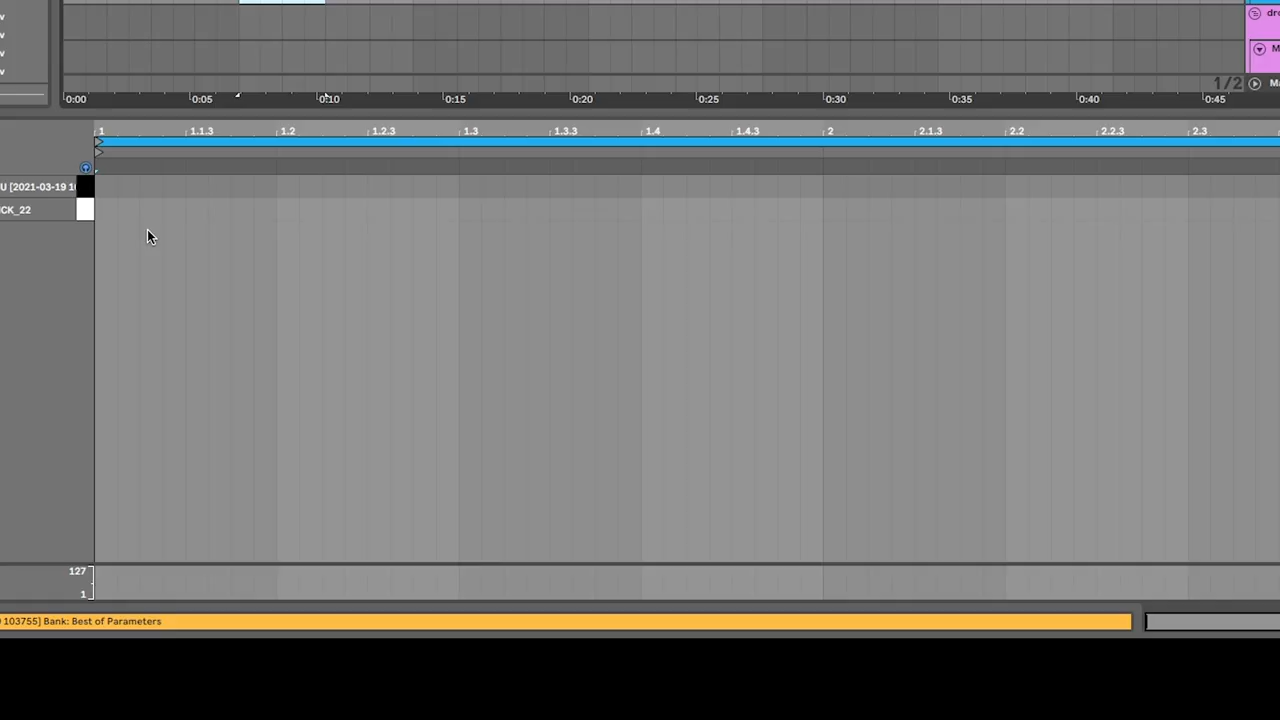 v
v
v
v
dro
M
1/2
M
0:00 0:05 0:10 0:15 0:20 0:25 0:30 0:35 0:40 0:45
1 1.1.3 1.2 1.2.3 1.3 1.3.3 1.4 1.4.3 2 2.1.3 2.2 2.2.3 2.3
U [2021-03-19 1
CK_22
127
1
103755] Bank: Best of Parameters